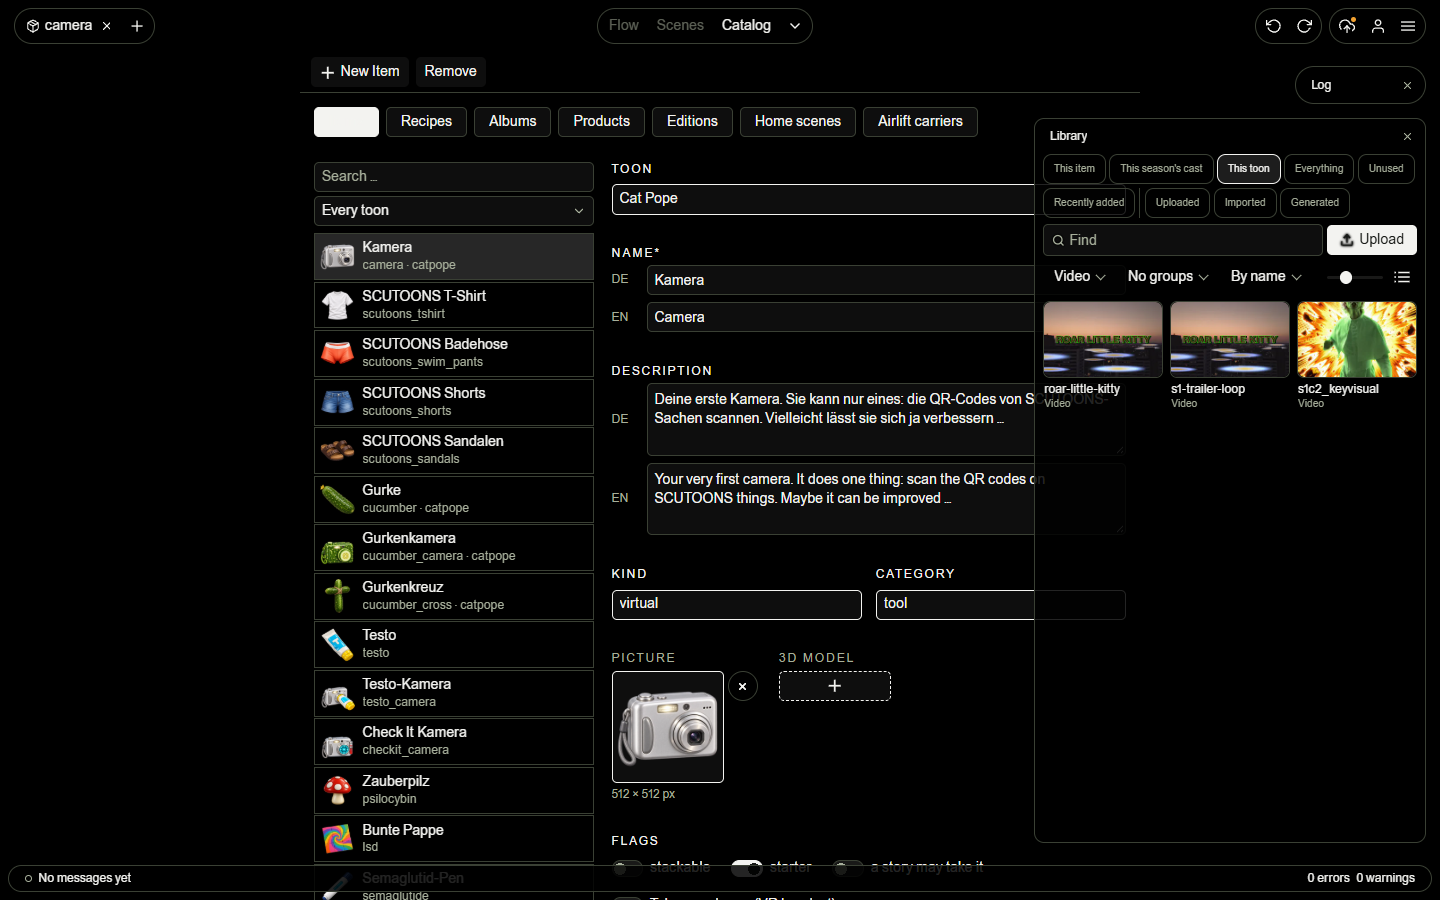 camera
Flow Scenes Catalog
New Item
Remove
Log
Recipes
Albums
Products
Editions
Home scenes
Airlift carriers
Search ...
Every toon
Kamera
camera · catpope
SCUTOONS T-Shirt
scutoons_tshirt
SCUTOONS Badehose
scutoons_swim_pants
SCUTOONS Shorts
scutoons_shorts
SCUTOONS Sandalen
scutoons_sandals
Gurke
cucumber · catpope
Gurkenkamera
cucumber_camera · catpope
Gurkenkreuz
cucumber_cross · catpope
Testo
testo
Testo-Kamera
testo_camera
Check It Kamera
checkit_camera
Zauberpilz
psilocybin
Bunte Pappe
lsd
Semaglutid-Pen
semaglutide
TOON
Cat Pope
NAME*
DE
Kamera
EN
Camera
DESCRIPTION
DE
Deine erste Kamera. Sie kann nur eines: die QR-Codes von SCUTOONS-
Sachen scannen. Vielleicht lässt sie sich ja verbessern ...
EN
Your very first camera. It does one thing: scan the QR codes on
SCUTOONS things. Maybe it can be improved ...
KIND
virtual
CATEGORY
tool
PICTURE
3D MODEL
512 × 512 px
FLAGS
stackable
starter
a story may take it
Library
This item
This season's cast
This toon
Everything
Unused
Recently added
Uploaded
Imported
Generated
Find
Upload
Video
No groups
By name
ROAR LITTLE KITTY
roar-little-kitty
Video
ROAR LITTLE KITTY
s1-trailer-loop
Video
s1c2_keyvisual
Video
No messages yet
0 errors 0 warnings